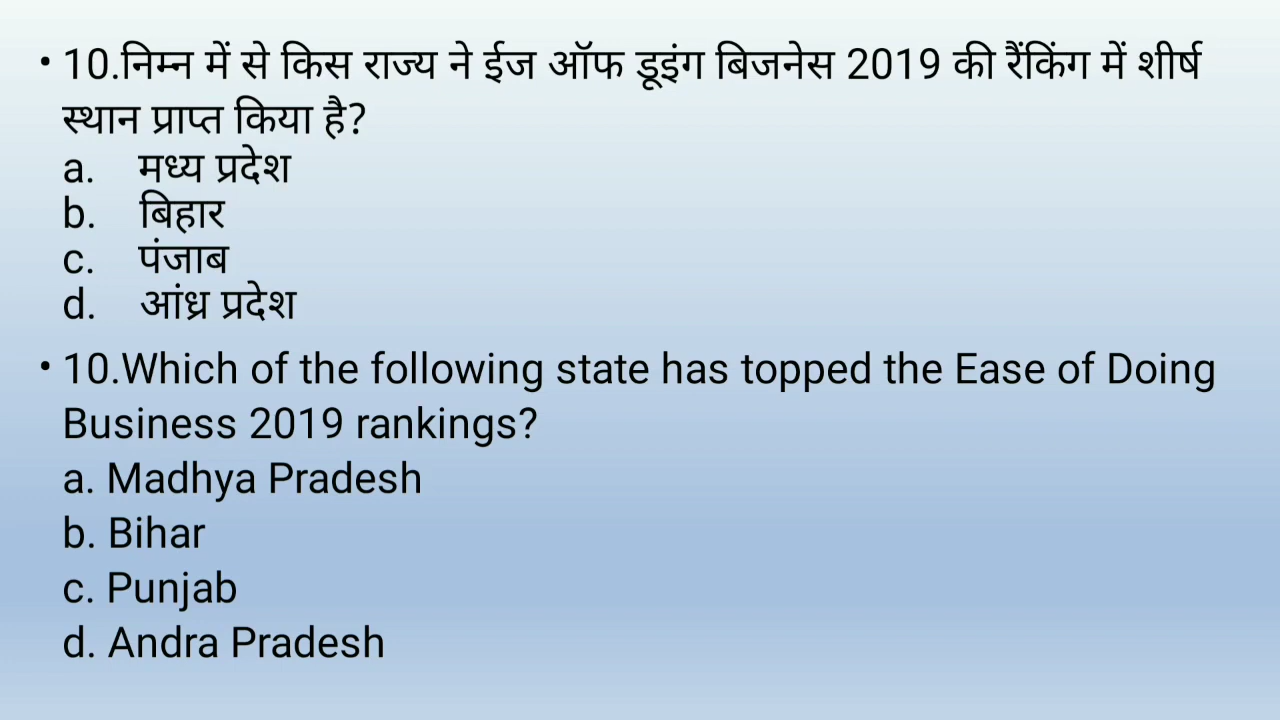 • 10.निम्न में से किस राज्य ने ईज ऑफ डूइंग बिजनेस 2019 की रैंकिंग में शीर्ष
स्थान प्राप्त किया है?
a. मध्य प्रदेश
b. बिहार
c. पंजाब
d. आंध्र प्रदेश
• 10.Which of the following state has topped the Ease of Doing
Business 2019 rankings?
a. Madhya Pradesh
b. Bihar
c. Punjab
d. Andra Pradesh